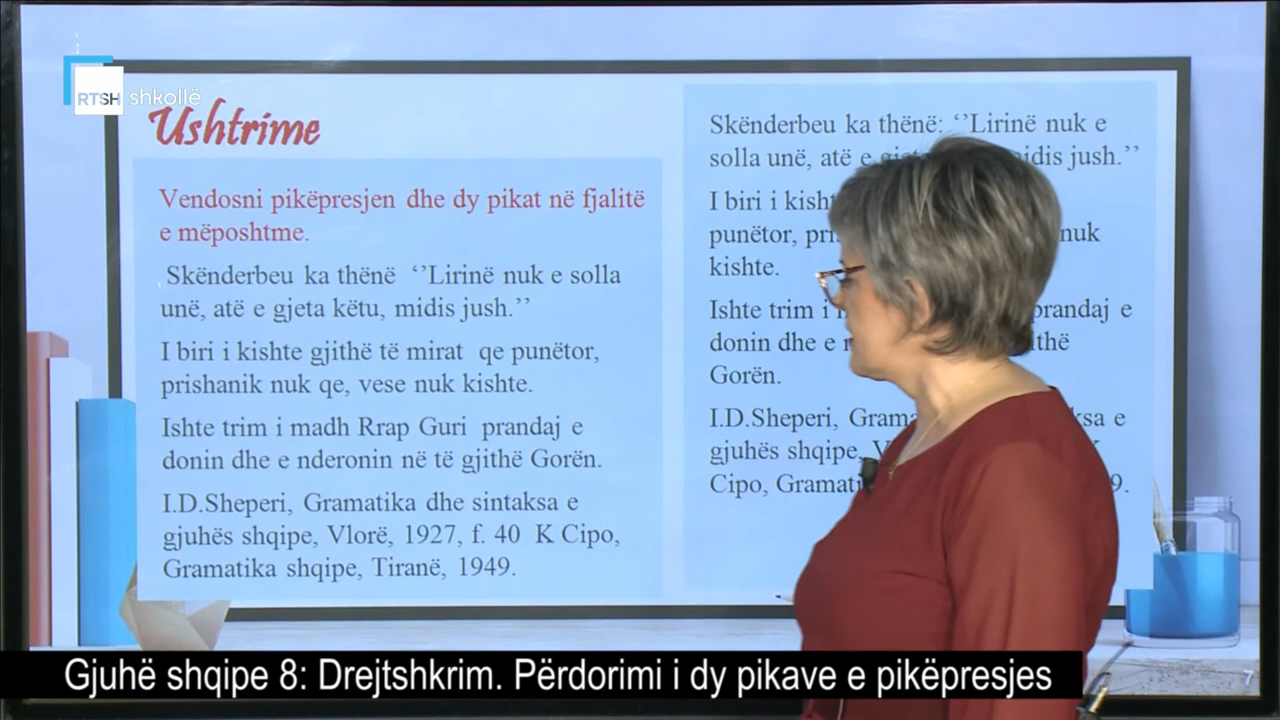 RTSH shkollë
Ushtrime
Vendosni pikëpresjen dhe dy pikat në fjalitë
e mëposhtme.
Skënderbeu ka thënë ‘’Lirinë nuk e solla
unë, atë e gjeta këtu, midis jush.’’
I biri i kishte gjithë të mirat qe punëtor,
prishanik nuk qe, vese nuk kishte.
Ishte trim i madh Rrap Guri prandaj e
donin dhe e nderonin në të gjithë Gorën.
I.D.Sheperi, Gramatika dhe sintaksa e
gjuhës shqipe, Vlorë, 1927, f. 40 K Cipo,
Gramatika shqipe, Tiranë, 1949.
Skënderbeu ka thënë: ‘’Lirinë nuk e
solla unë, atë e midis jush.’’
I biri i
punëtor, nuk
kishte.
Ishte trim i prandaj e
donin dhe e
Gorën.
I.D.Sheperi, e
gjuhës shqipe,
Cipo,
7
Gjuhë shqipe 8: Drejtshkrim. Përdorimi i dy pikave e pikëpresjes